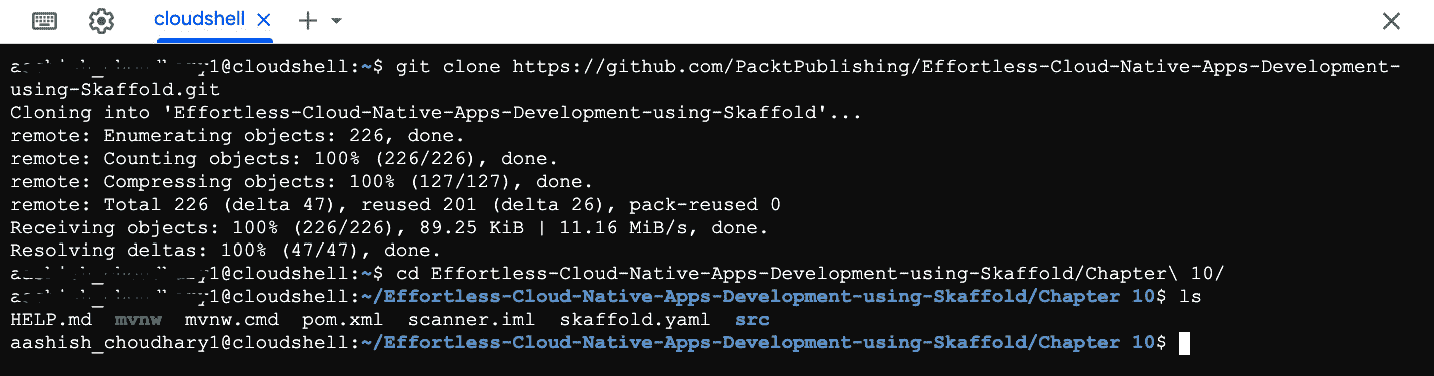 cloudshell
aashish_choudhary1@cloudshell:~$ git clone https://github.com/PacktPublishing/Effortless-Cloud-Native-Apps-Development-
using-Skaffold.git
Cloning into 'Effortless-Cloud-Native-Apps-Development-using-Skaffold'...
remote: Enumerating objects: 226, done.
remote: Counting objects: 100% (226/226), done.
remote: Compressing objects: 100% (127/127), done.
remote: Total 226 (delta 47), reused 201 (delta 26), pack-reused 0
Receiving objects: 100% (226/226), 89.25 KiB | 11.16 MiB/s, done.
Resolving deltas: 100% (47/47), done.
aashish_choudhary1@cloudshell:~$ cd Effortless-Cloud-Native-Apps-Development-using-Skaffold/Chapter\ 10/
aashish_choudhary1@cloudshell:~/Effortless-Cloud-Native-Apps-Development-using-Skaffold/Chapter 10$ ls
HELP.md mvnw mvnw.cmd pom.xml scanner.iml skaffold.yaml src
aashish_choudhary1@cloudshell:~/Effortless-Cloud-Native-Apps-Development-using-Skaffold/Chapter 10$